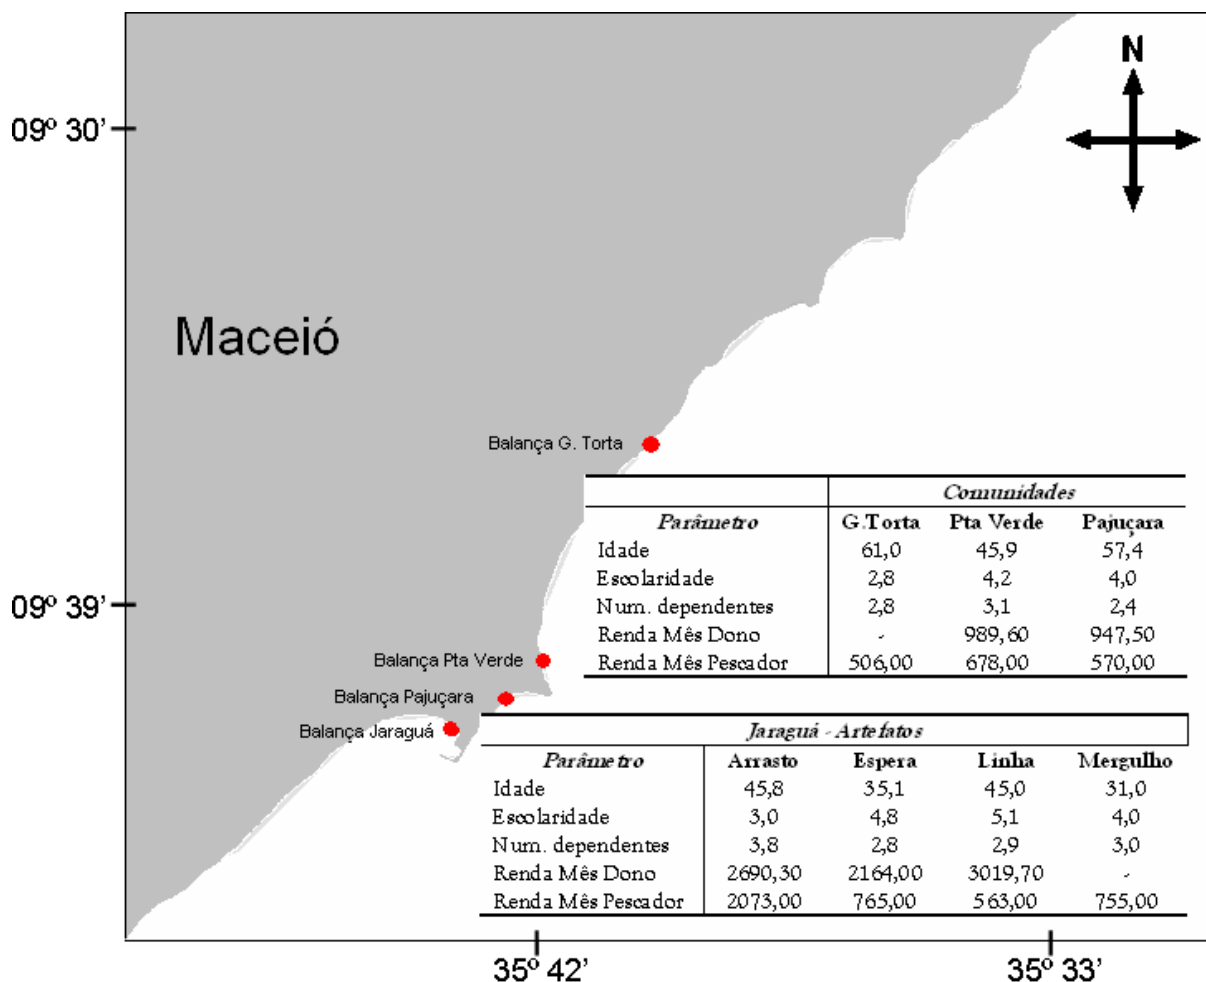 N
09º 30’
Maceió
Balança G. Torta
Comunidades
Parâmetro G.Torta Pta Verde Pajuçara
Idade 61,0 45,9 57,4
Escolaridade 2,8 4,2 4,0
Num. dependentes 2,8 3,1 2,4
Renda Mês Dono - 989,60 947,50
Renda Mês Pescador 506,00 678,00 570,00
09º 39’
Balança Pta Verde
Balança Pajuçara
Balança Jaraguá
Jaraguá - Artefatos
Parâmetro Arrasto Espera Linha Mergulho
Idade 45,8 35,1 45,0 31,0
Escolaridade 3,0 4,8 5,1 4,0
Num. dependentes 3,8 2,8 2,9 3,0
Renda Mês Dono 2690,30 2164,00 3019,70 -
Renda Mês Pescador 2073,00 765,00 563,00 755,00
35º 42’ 35º 33’